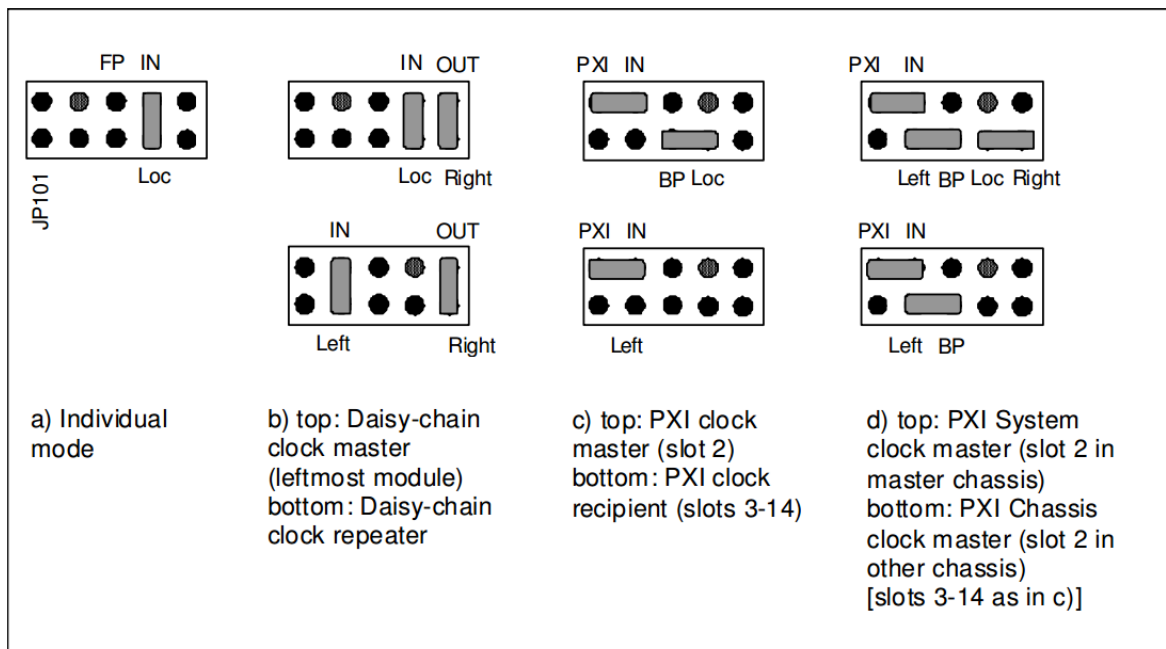 FP IN
JP101
Loc
IN OUT
Loc Right
IN OUT
Left Right
PXI IN
BP Loc
PXI IN
Left
PXI IN
Left BP Loc Right
PXI IN
Left BP
a) Individual
mode
b) top: Daisy-chain
clock master
(leftmost module)
bottom: Daisy-chain
clock repeater
c) top: PXI clock
master (slot 2)
bottom: PXI clock
recipient (slots 3-14)
d) top: PXI System
clock master (slot 2 in
master chassis)
bottom: PXI Chassis
clock master (slot 2 in
other chassis)
[slots 3-14 as in c)]